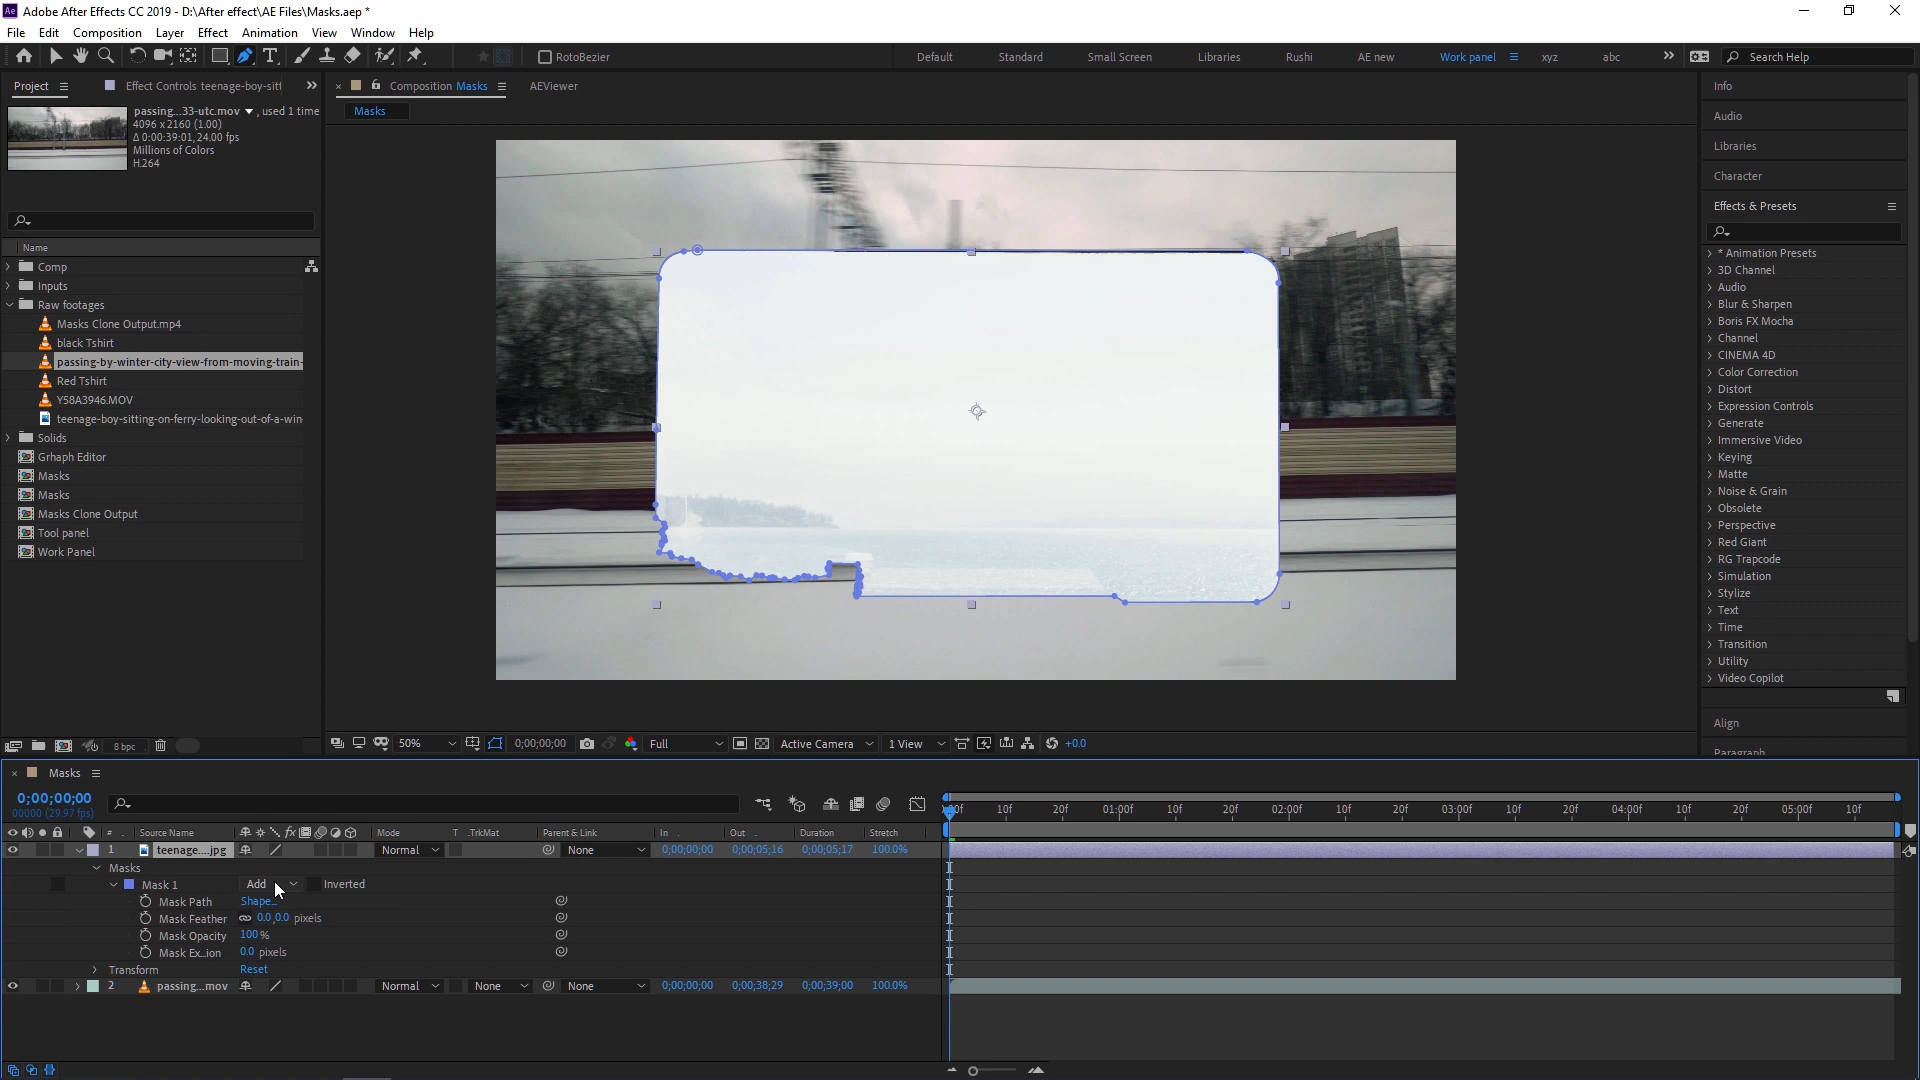 Adobe After Effects CC 2019 - D:\After effect\AE Files\Masks.aep *
File Edit Composition Layer Effect Animation View Window Help
RotoBezier Default Standard Small Screen Libraries Rushi AE new Work panel xyz abc Search Help
Project Effect Controls teenage-boy-sitt Composition Masks AEViewer
Masks
passing...33-utc.mov , used 1 time
4096 x 2160 (1.00)
Δ 0:00:39:01, 24.00 fps
Millions of Colors
H.264
Name
Comp
Inputs
Raw footages
Masks Clone Output.mp4
black Tshirt
passing-by-winter-city-view-from-moving-train-
Red Tshirt
Y58A3946.MOV
teenage-boy-sitting-on-ferry-looking-out-of-a-win
Solids
Grhaph Editor
Masks
Masks
Masks Clone Output
Tool panel
Work Panel
8 bpc
50% 0;00;00;00 Full Active Camera 1 View +0.0
Info
Audio
Libraries
Character
Effects & Presets
* Animation Presets
3D Channel
Audio
Blur & Sharpen
Boris FX Mocha
Channel
CINEMA 4D
Color Correction
Distort
Expression Controls
Generate
Immersive Video
Keying
Matte
Noise & Grain
Obsolete
Perspective
Red Giant
RG Trapcode
Simulation
Stylize
Text
Time
Transition
Utility
Video Copilot
Align
Paragraph
Masks
0;00;00;00
00000 (29.97 fps)
10f 20f 01:00f 10f 20f 02:00f 10f 20f 03:00f 10f 20f 04:00f 10f 20f 05:00f 10f
# Source Name fx Mode T .TrkMat Parent & Link In Out Duration Stretch
1 teenage....jpg Normal None 0;00;00;00 0;00;05;16 0;00;05;17 100.0%
Masks
Mask 1 Add Inverted
Mask Path Shape...
Mask Feather 0.0,0.0 pixels
Mask Opacity 100 %
Mask Ex...ion 0.0 pixels
Transform Reset
2 passing...mov Normal None None 0;00;00;00 0;00;38;29 0;00;39;00 100.0%